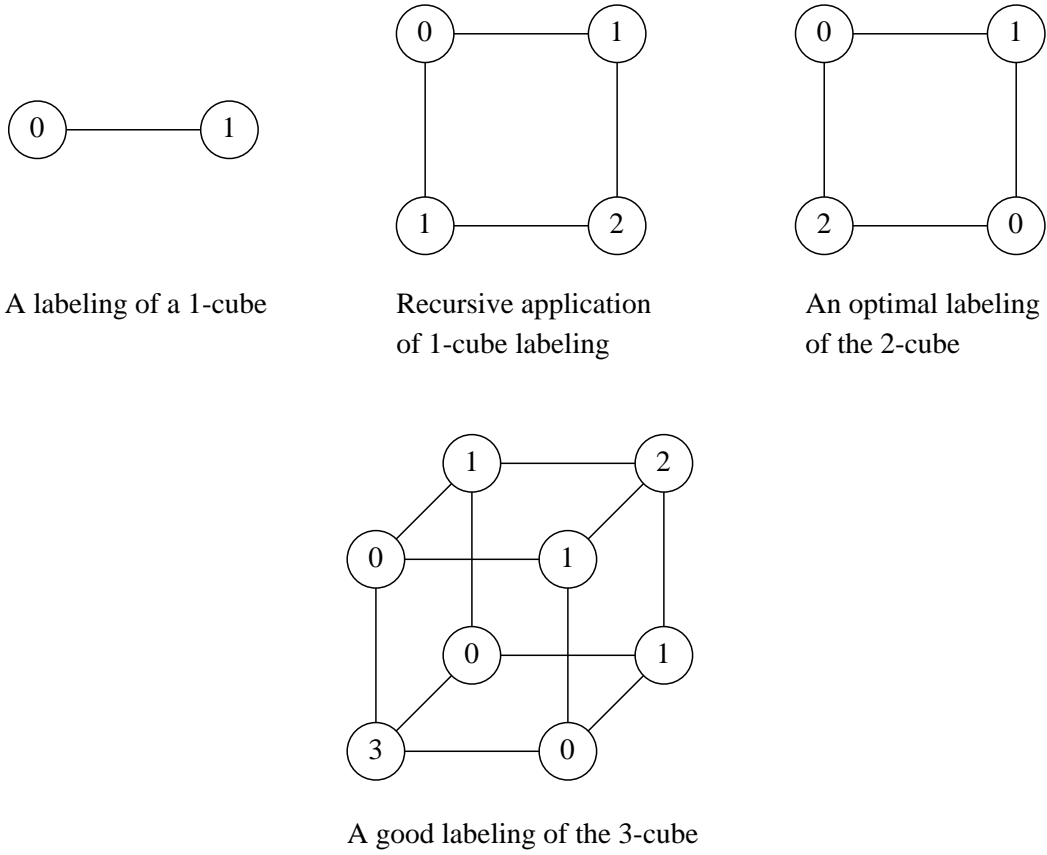 0 1 0 1
0 1
1 2 2 0
A labeling of a 1-cube
Recursive application
of 1-cube labeling
An optimal labeling
of the 2-cube
1 2
0 1
0 1
3 0
A good labeling of the 3-cube